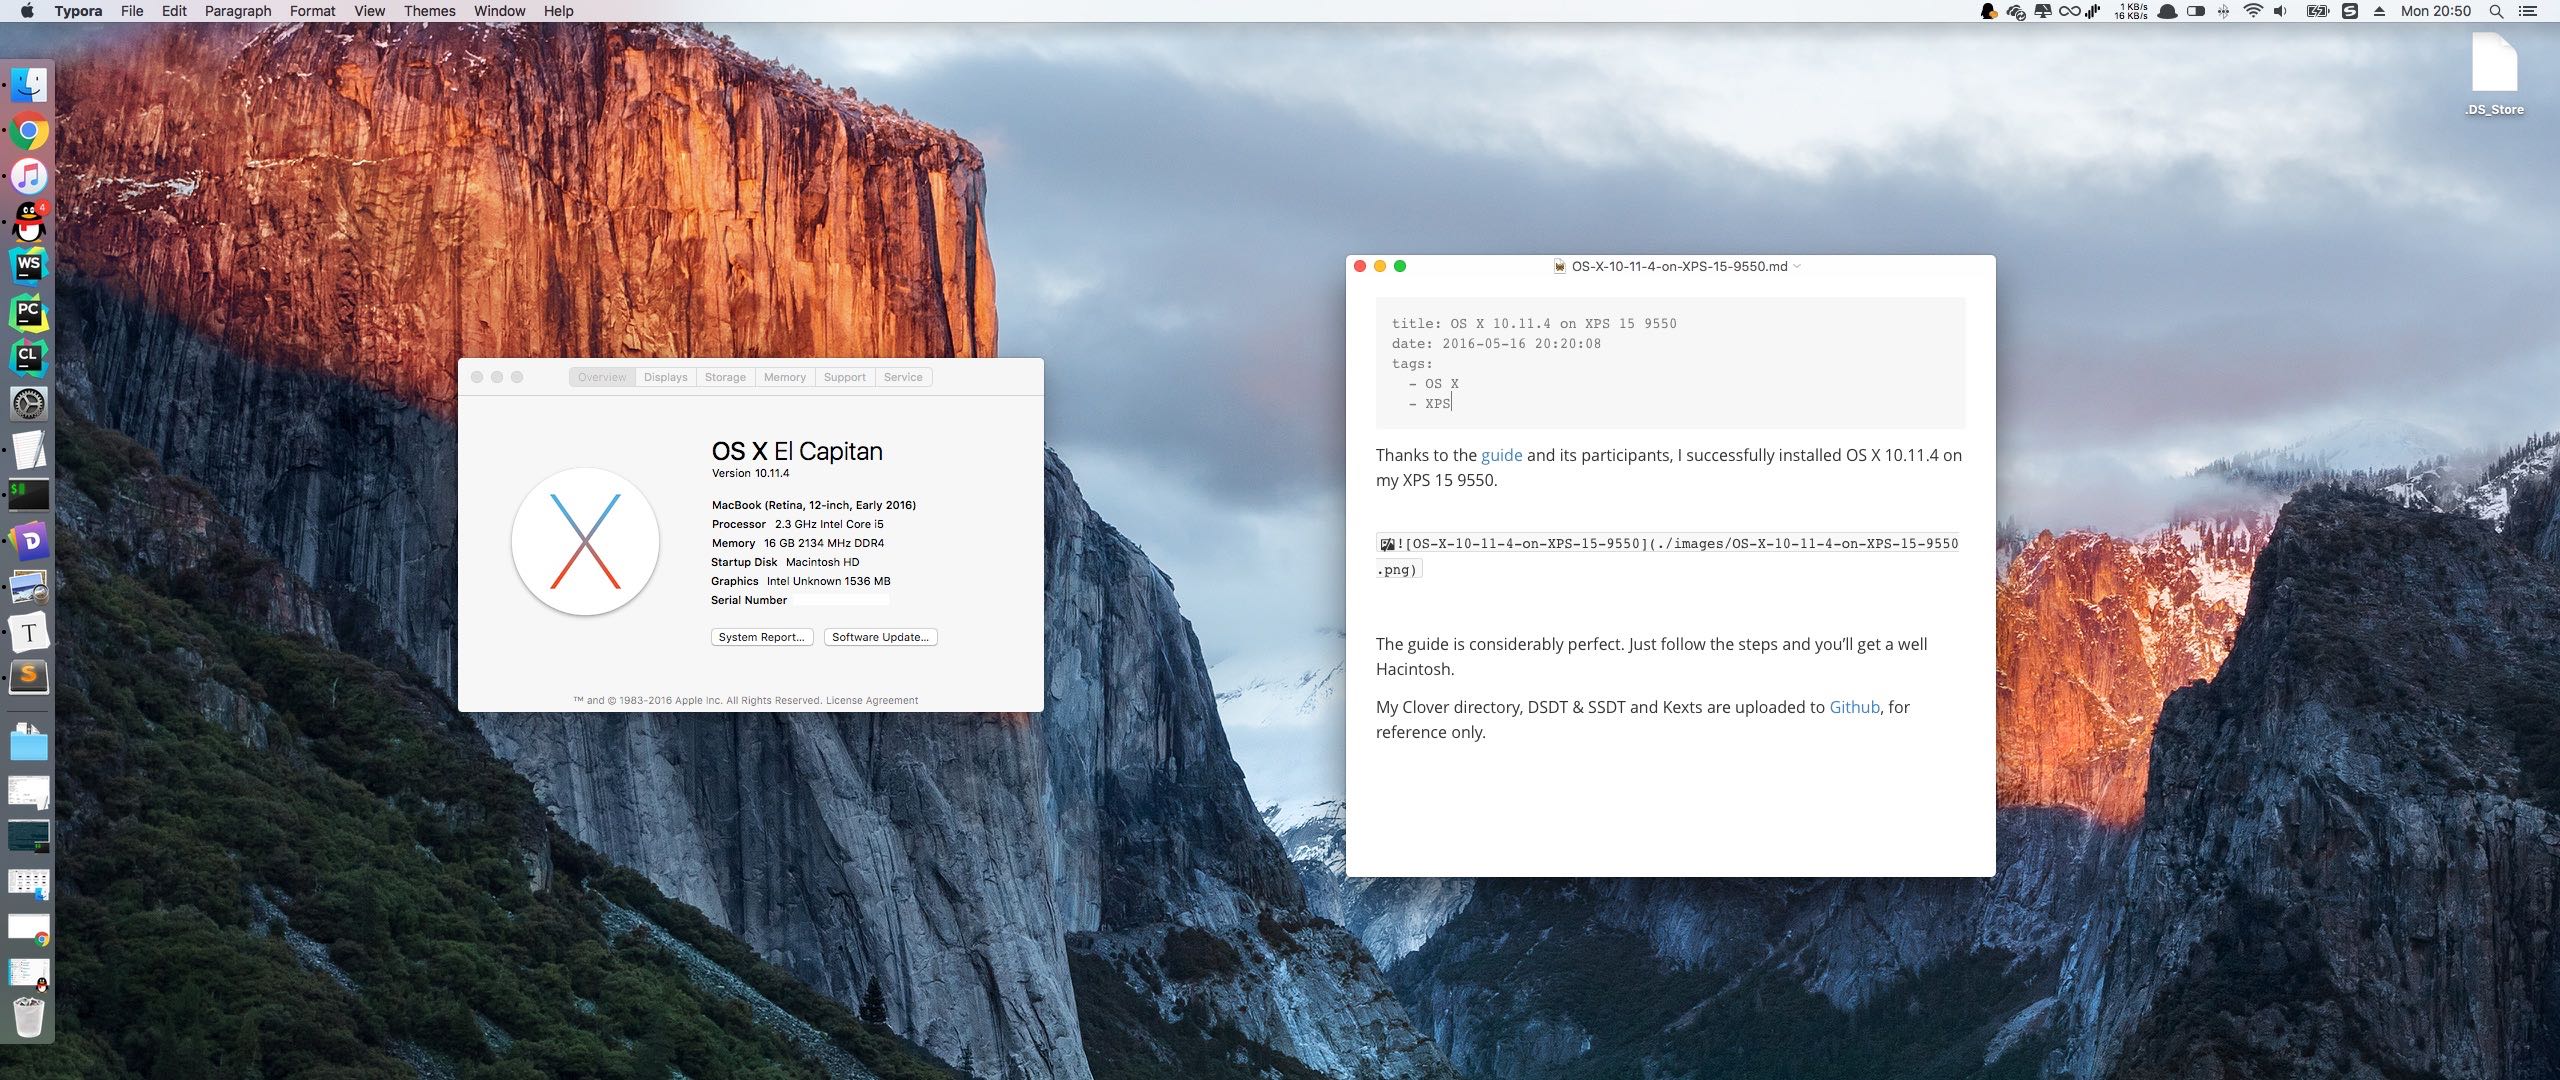 Typora File Edit Paragraph Format View Themes Window Help
1 KB/s
16 KB/s
Mon 20:50
.DS_Store
4
WS
PC
CL
T
S
Overview Displays Storage Memory Support Service
OS X El Capitan
Version 10.11.4
MacBook (Retina, 12-inch, Early 2016)
Processor 2.3 GHz Intel Core i5
Memory 16 GB 2134 MHz DDR4
Startup Disk Macintosh HD
Graphics Intel Unknown 1536 MB
Serial Number
System Report... Software Update...
™ and © 1983-2016 Apple Inc. All Rights Reserved. License Agreement
OS-X-10-11-4-on-XPS-15-9550.md
title: OS X 10.11.4 on XPS 15 9550
date: 2016-05-16 20:20:08
tags:
- OS X
- XPS
Thanks to the guide and its participants, I successfully installed OS X 10.11.4 on
my XPS 15 9550.
![OS-X-10-11-4-on-XPS-15-9550](./images/OS-X-10-11-4-on-XPS-15-9550
.png)
The guide is considerably perfect. Just follow the steps and you’ll get a well
Hacintosh.
My Clover directory, DSDT & SSDT and Kexts are uploaded to Github, for
reference only.